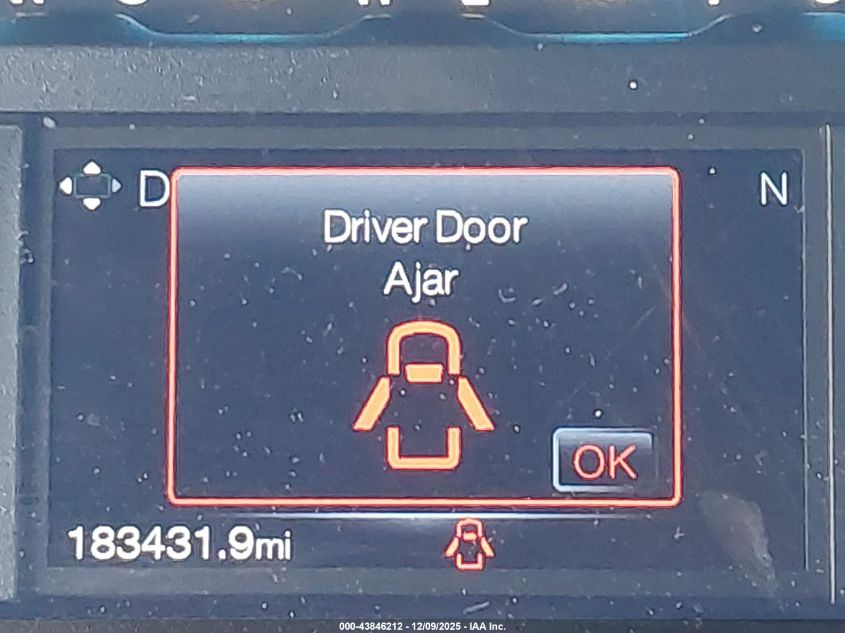 D
N
Driver Door
Ajar
OK
183431.9mi
000-43846212 - 12/09/2025 - IAA Inc.